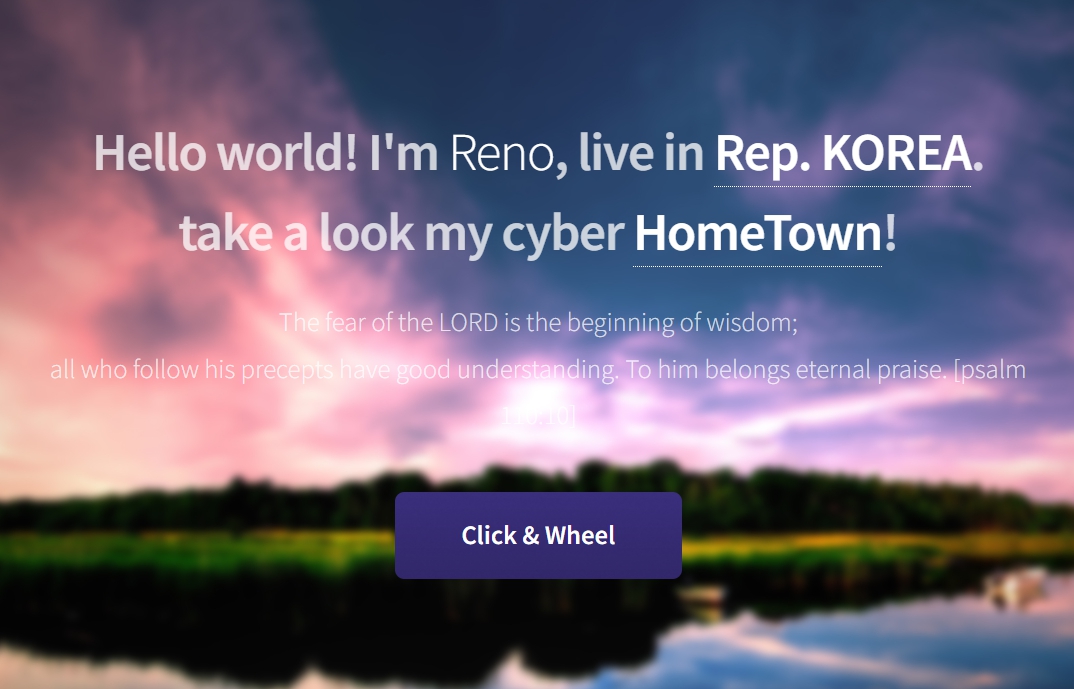 Hello world! I'm Reno, live in Rep. KOREA.
take a look my cyber HomeTown!
The fear of the LORD is the beginning of wisdom;
all who follow his precepts have good understanding. To him belongs eternal praise. [psalm
Click & Wheel